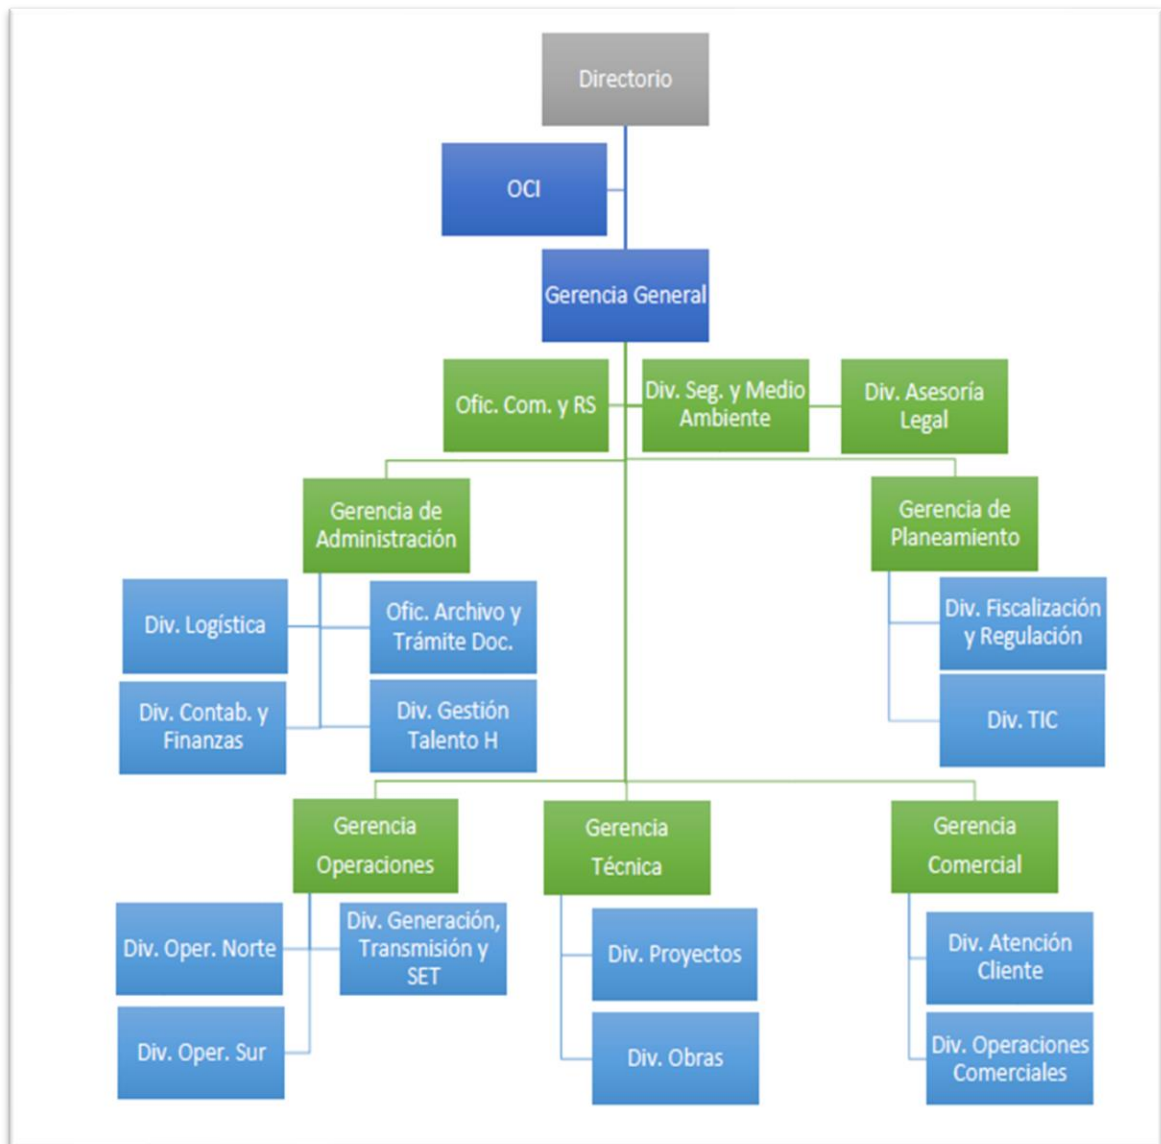 Directorio
OCI
Gerencia General
Ofic. Com. y RS
Div. Seg. y Medio
Ambiente
Div. Asesoría
Legal
Gerencia de
Administración
Gerencia de
Planeamiento
Div. Logística
Ofic. Archivo y
Trámite Doc.
Div. Fiscalización
y Regulación
Div. Contab. y
Finanzas
Div. Gestión
Talento H
Div. TIC
Gerencia
Operaciones
Gerencia
Técnica
Gerencia
Comercial
Div. Oper. Norte
Div. Generación,
Transmisión y
SET
Div. Proyectos
Div. Atención
Cliente
Div. Oper. Sur
Div. Obras
Div. Operaciones
Comerciales